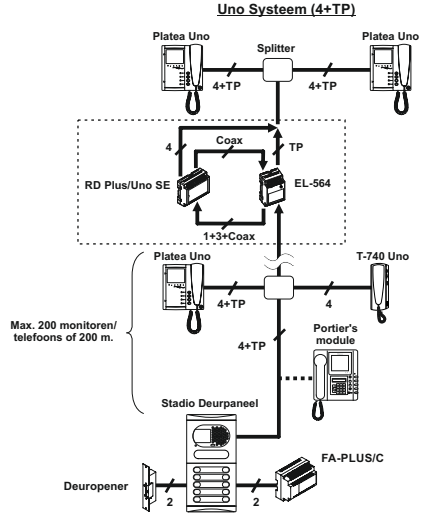 Uno Systeem (4+TP)
Platea Uno
Splitter
Platea Uno
4+TP
4+TP
4
Coax
TP
RD Plus/Uno SE
EL-564
1+3+Coax
Platea Uno
T-740 Uno
4+TP
4
Max. 200 monitoren/
telefoons of 200 m.
4+TP
Portier's
module
Stadio Deurpaneel
FA-PLUS/C
Deuropener
2
2